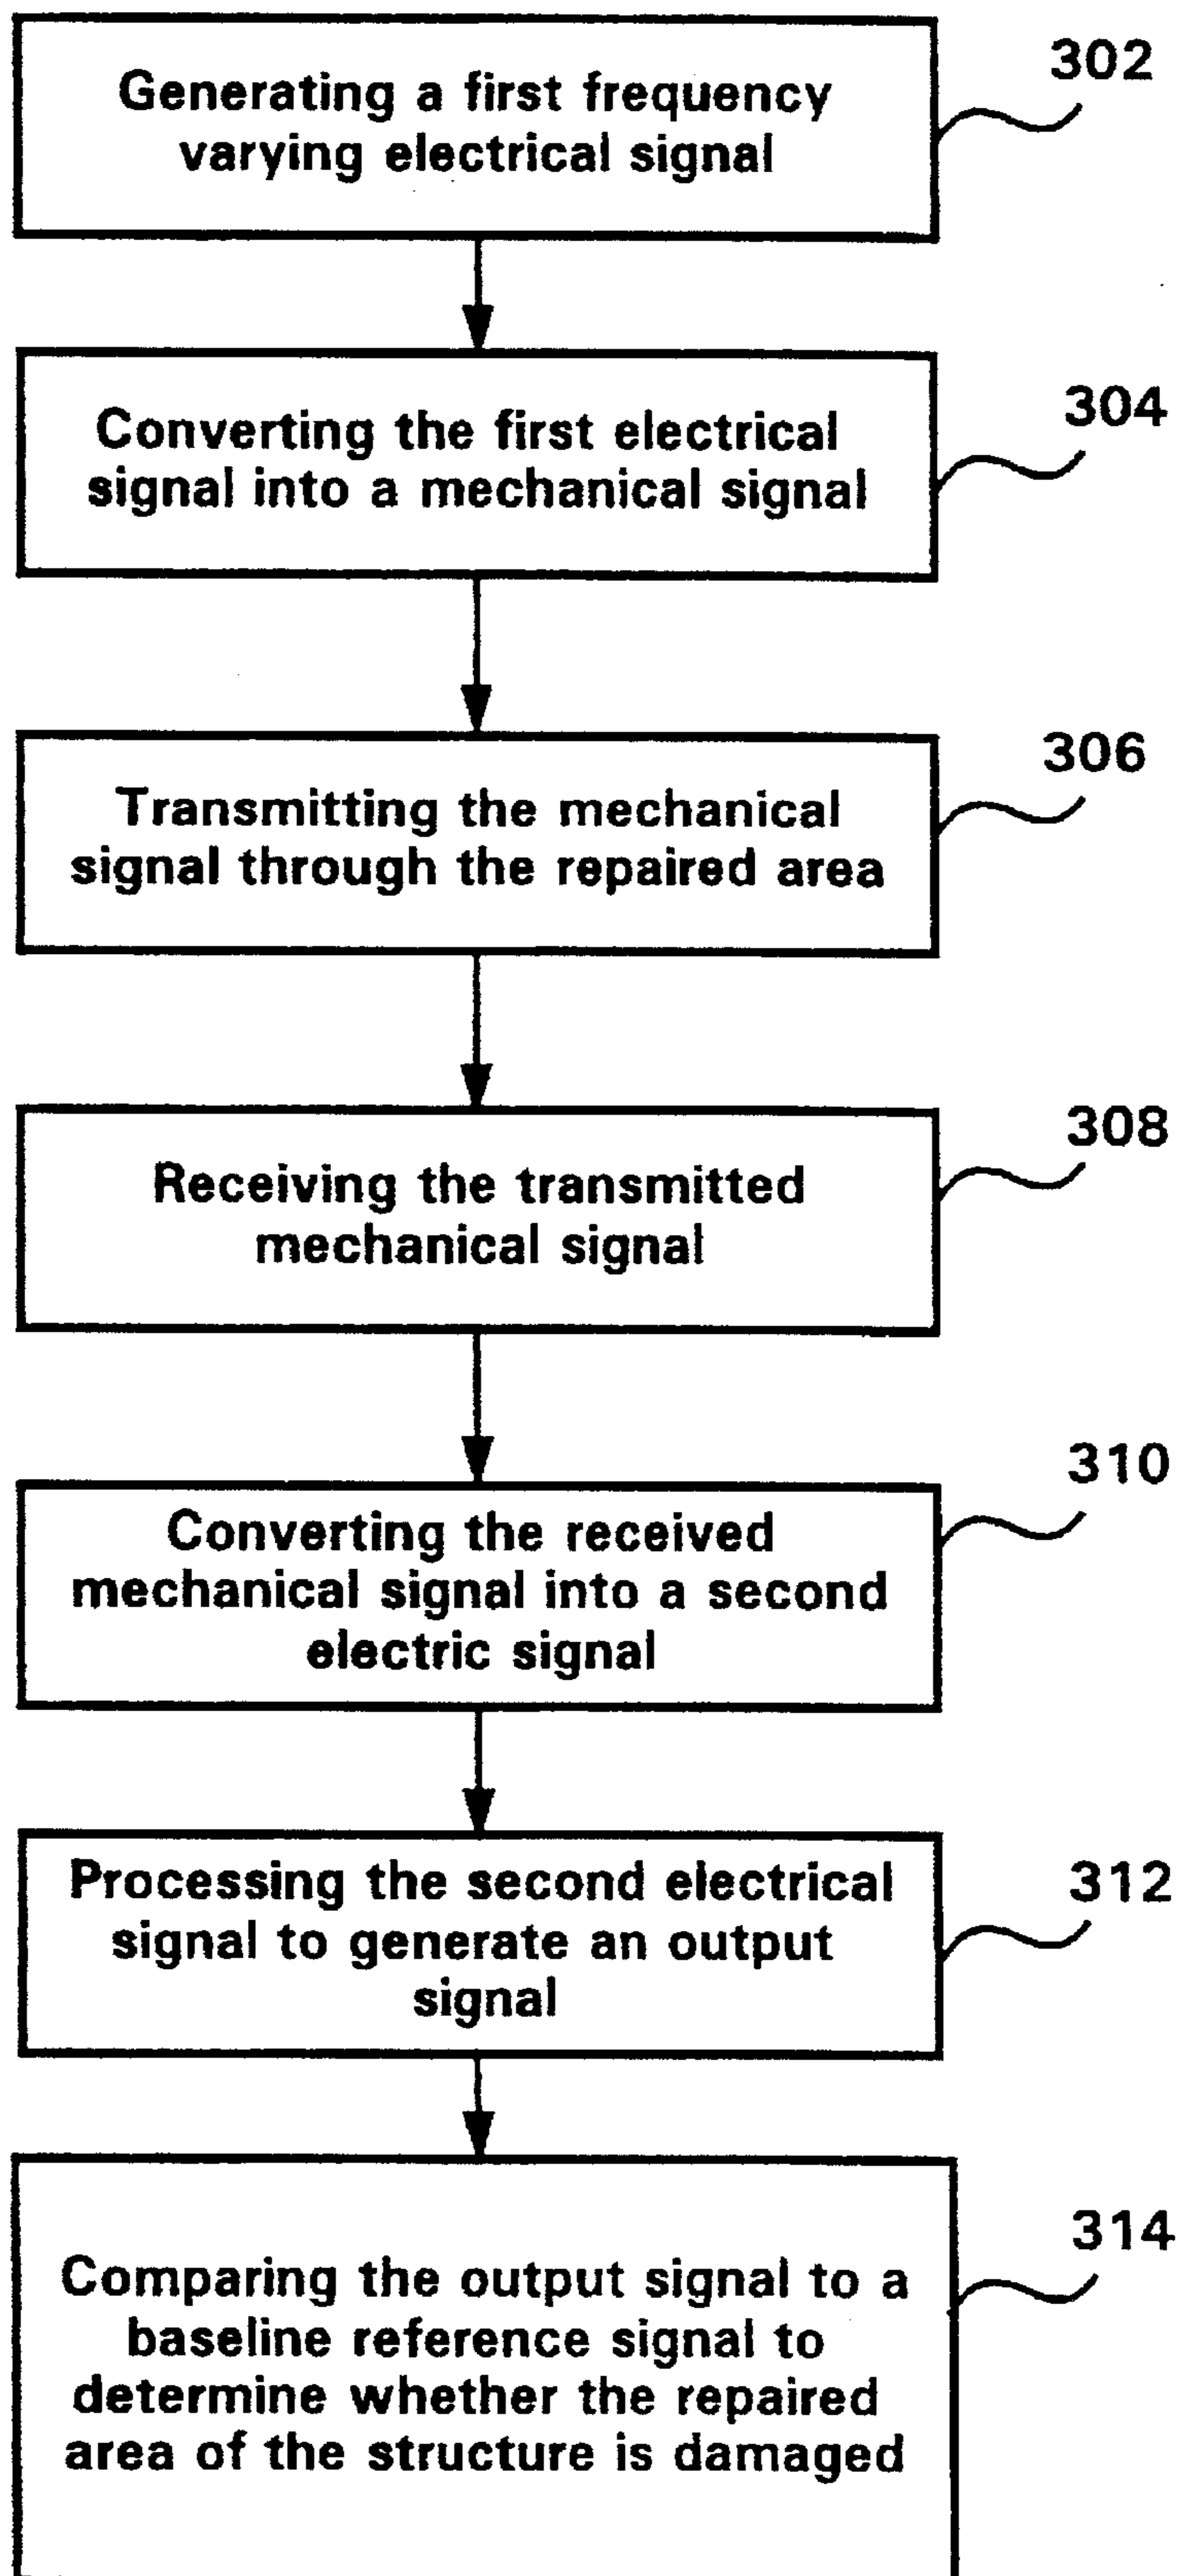 302
Generating a first frequency
varying electrical signal
304
Converting the first electrical
signal into a mechanical signal
306
Transmitting the mechanical
signal through the repaired area
308
Receiving the transmitted
mechanical signal
310
Converting the received
mechanical signal into a second
electric signal
312
Processing the second electrical
signal to generate an output
signal
314
Comparing the output signal to a
baseline reference signal to
determine whether the repaired
area of the structure is damaged